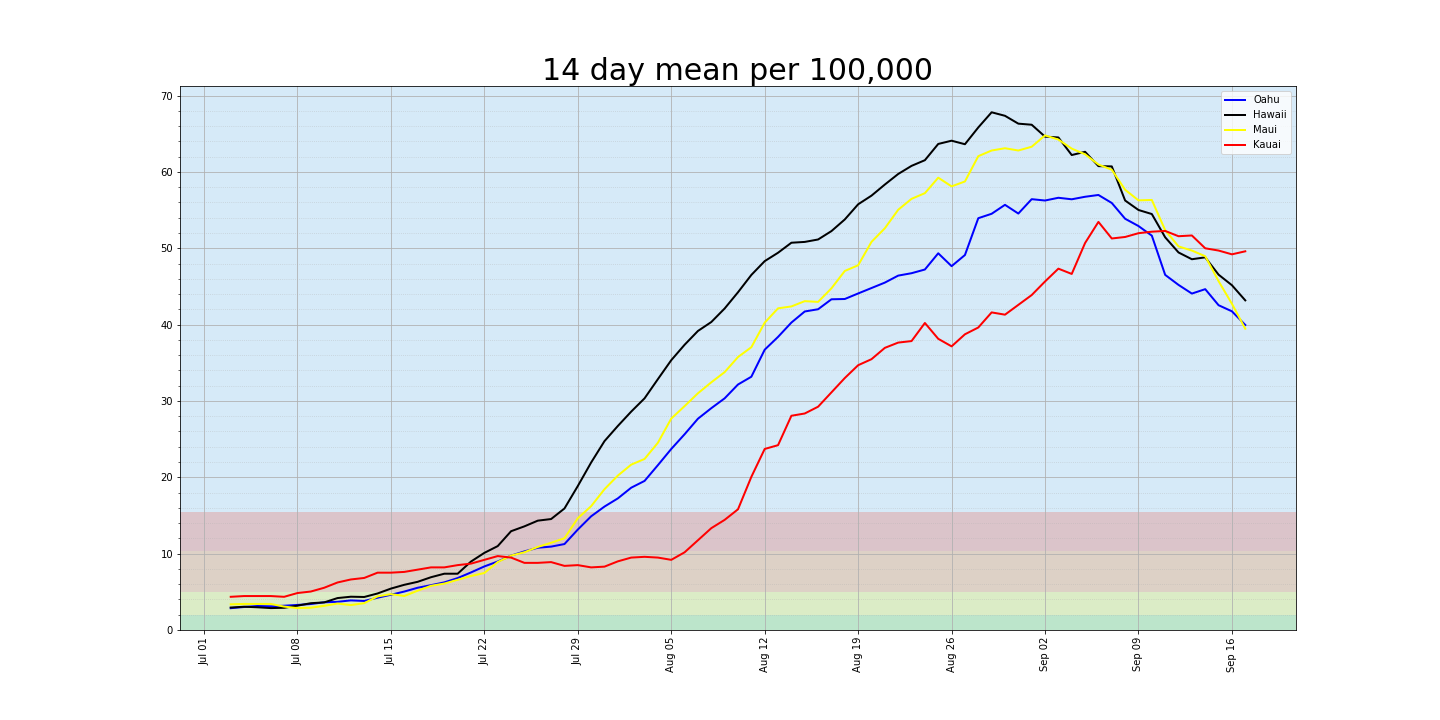 14 day mean per 100,000
70
60
50
40
30
20
10
0
Oahu
Hawaii
Maui
Kauai
Jul 01
Jul 08
Jul 15
Jul 22
Jul 29
Aug 05
Aug 12
Aug 19
Aug 26
Sep 02
Sep 09
Sep 16